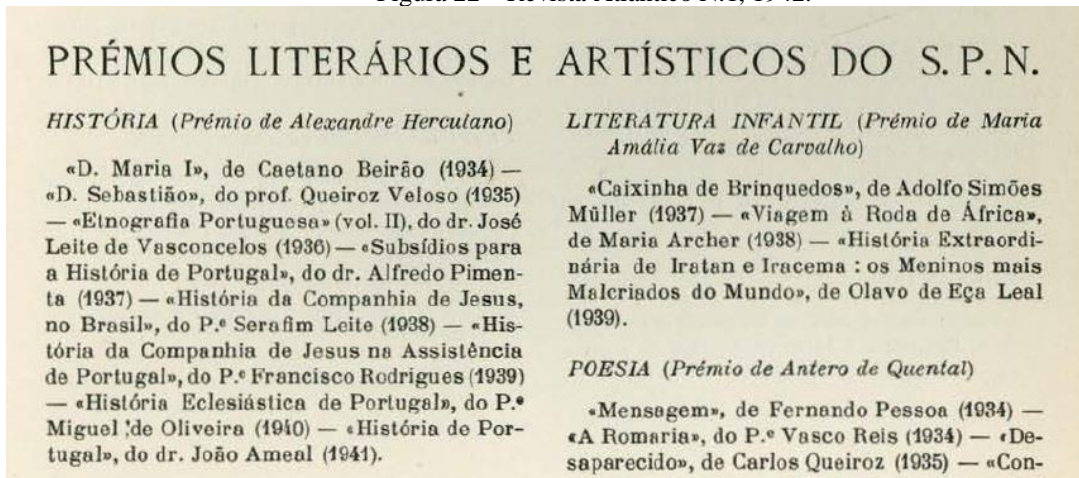 Figura 22 – Revista Atlântico N.1, 1942.
PRÉMIOS LITERÁRIOS E ARTÍSTICOS DO S. P. N.
HISTÓRIA (Prémio de Alexandre Herculano)
«D. Maria I», de Caetano Beirão (1934) —
«D. Sebastião», do prof. Queiroz Veloso (1935)
— «Etnografia Portuguesa» (vol. II), do dr. José
Leite de Vasconcelos (1936) — «Subsídios para
a História de Portugal», do dr. Alfredo Pimen-
ta (1937) — «História da Companhia de Jesus,
no Brasil», do P.e Serafim Leite (1938) — «His-
tória da Companhia de Jesus na Assistência
de Portugal», do P.e Francisco Rodrigues (1939)
— «História Eclesiástica de Portugal», do P.e
Miguel de Oliveira (1940) — «História de Por-
tugal», do dr. João Ameal (1941).
LITERATURA INFANTIL (Prémio de Maria
Amália Vaz de Carvalho)
«Caixinha de Brinquedos», de Adolfo Simões
Müller (1937) — «Viagem à Roda de África»,
de Maria Archer (1938) — «História Extraordi-
nária de Iratan e Iracema : os Meninos mais
Malcriados do Mundo», de Olavo de Eça Leal
(1939).
POESIA (Prémio de Antero de Quental)
«Mensagem», de Fernando Pessoa (1934) —
«A Romaria», do P.e Vasco Reis (1934) — «De-
saparecido», de Carlos Queiroz (1935) — «Con-